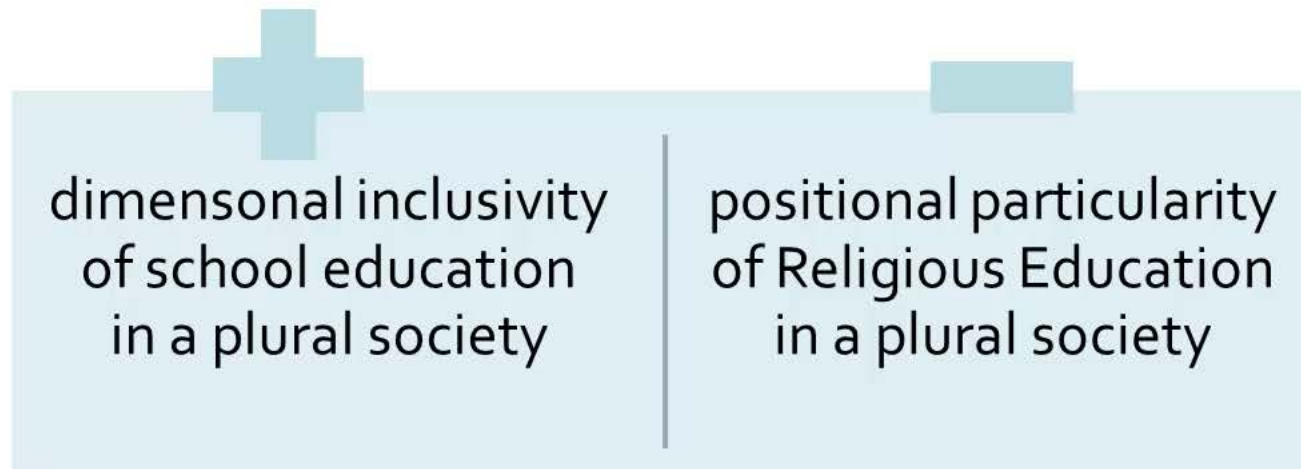 dimensonal inclusivity
of school education
in a plural society
positional particularity
of Religious Education
in a plural society